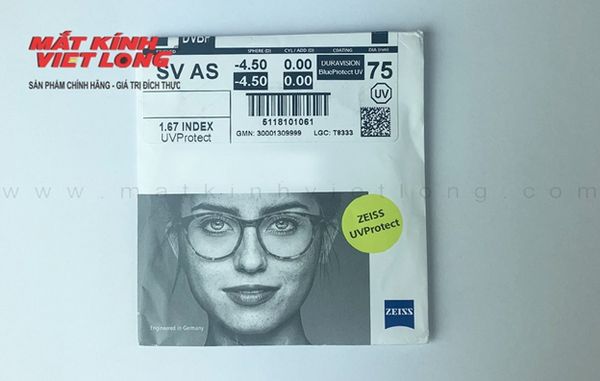 MẮT KÍNH
VIET LONG
SẢN PHẨM CHÍNH HÃNG - GIÁ TRỊ ĐÍCH THỰC
DVBP
SPHERE (D) CYL / ADD (D) COATING DIA (mm)
SV AS -4.50 0.00 DURAVISION 75
-4.50 0.00 BlueProtect UV
UV
5118101061
1.67 INDEX
UVProtect
GMN: 30001309999 LGC: T8333
www.matkinhvietlong.com
ZEISS
UVProtect
ZEISS
Engineered in Germany